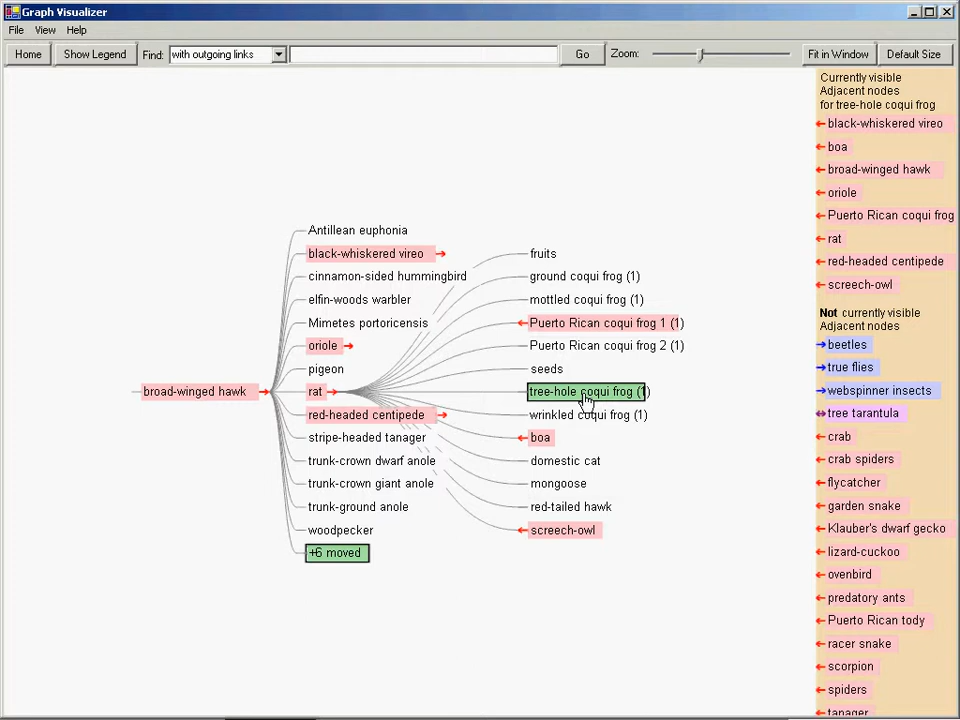 Graph Visualizer
File View Help
Home Show Legend Find: with outgoing links Go Zoom: Fit in Window Default Size
Currently visible
Adjacent nodes
for tree-hole coqui frog
black-whiskered vireo
boa
broad-winged hawk
oriole
Puerto Rican coqui frog
rat
red-headed centipede
screech-owl
Not currently visible
Adjacent nodes
beetles
true flies
webspinner insects
tree tarantula
crab
crab spiders
flycatcher
garden snake
Klauber's dwarf gecko
lizard-cuckoo
ovenbird
predatory ants
Puerto Rican tody
racer snake
scorpion
spiders
tanager
broad-winged hawk
Antillean euphonia
black-whiskered vireo
cinnamon-sided hummingbird
elfin-woods warbler
Mimetes portoricensis
oriole
pigeon
rat
red-headed centipede
stripe-headed tanager
trunk-crown dwarf anole
trunk-crown giant anole
trunk-ground anole
woodpecker
+6 moved
fruits
ground coqui frog (1)
mottled coqui frog (1)
Puerto Rican coqui frog 1 (1)
Puerto Rican coqui frog 2 (1)
seeds
tree-hole coqui frog (1)
wrinkled coqui frog (1)
boa
domestic cat
mongoose
red-tailed hawk
screech-owl